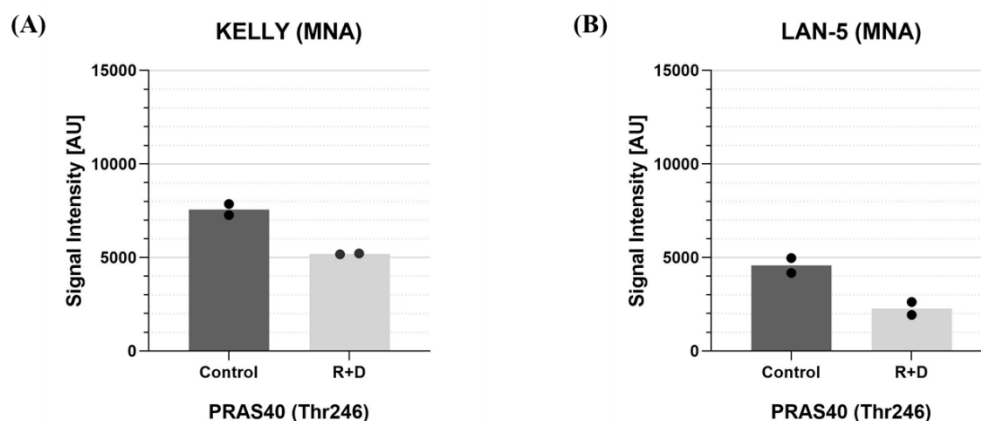 (A)
KELLY (MNA)
Signal Intensity [AU]
15000
10000
5000
0
Control R+D
PRAS40 (Thr246)
(B)
LAN-5 (MNA)
Signal Intensity [AU]
15000
10000
5000
0
Control R+D
PRAS40 (Thr246)